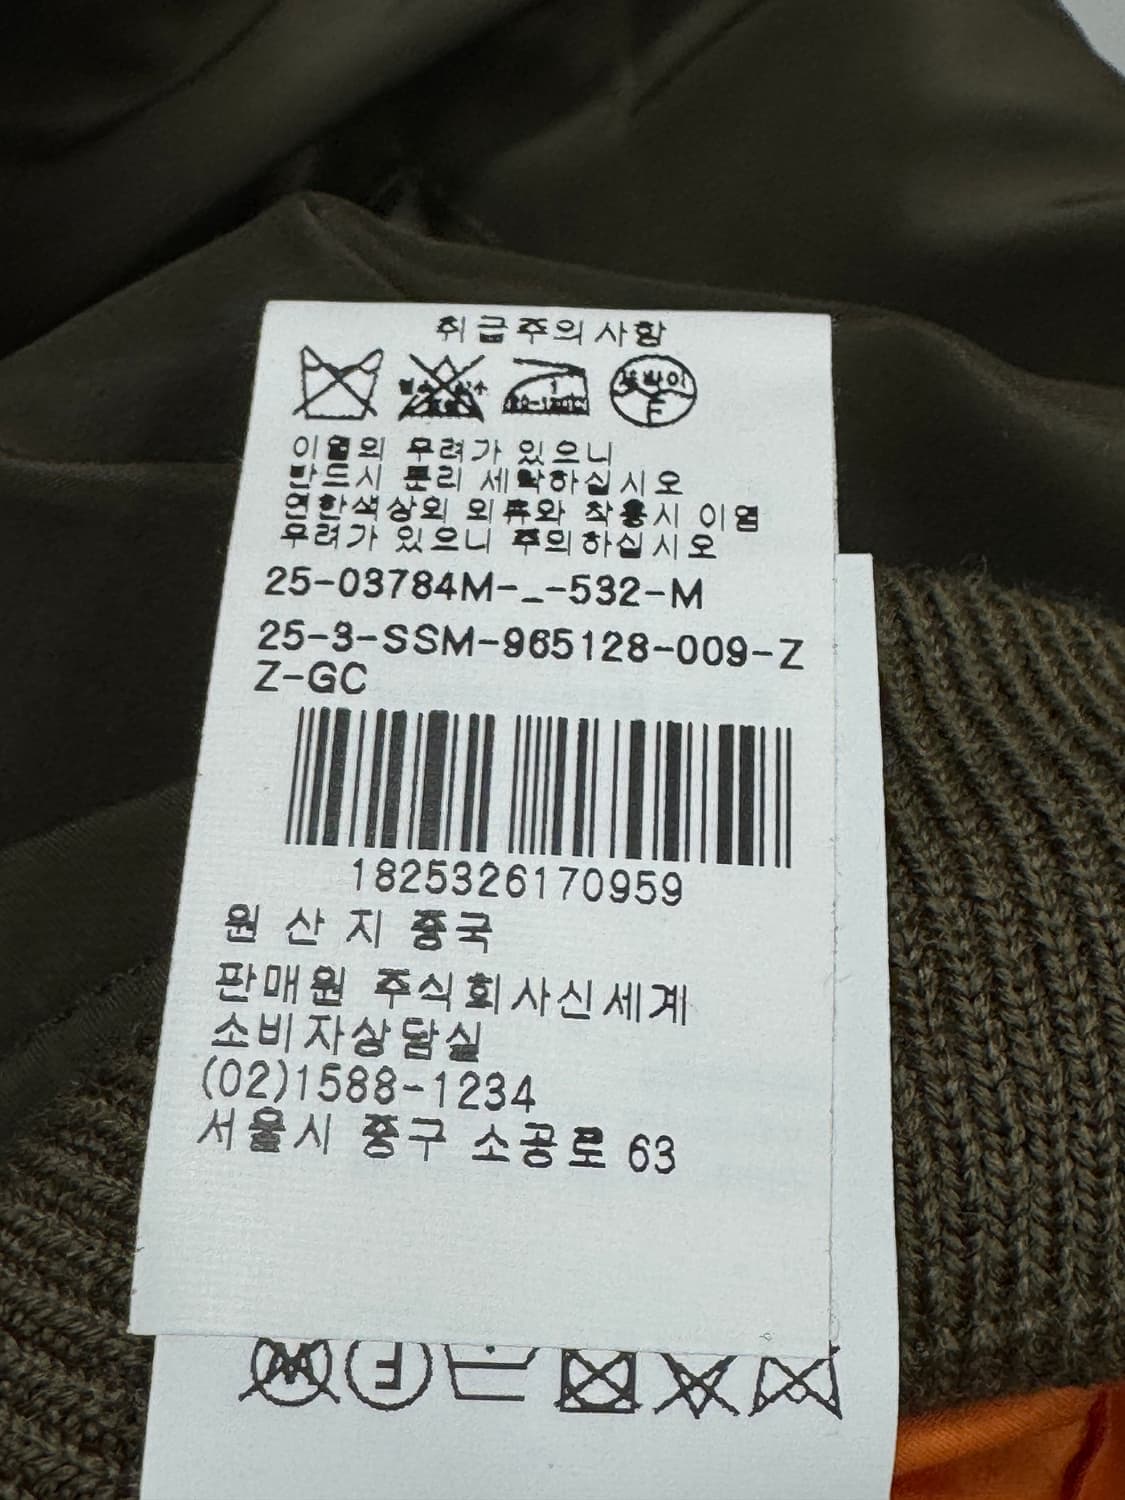 취급주의사항
이염의 우려가 있으니
반드시 분리 세탁하십시오
연한색상의 의류와 착용시 이염
우려가 있으니 주의하십시오
25-03784M-_-532-M
25-3-SSM-965128-009-Z
Z-GC
1825326170959
원 산 지 중국
판매원 주식회사신세계
소비자상담실
(02)1588-1234
서울시 중구 소공로 63
F